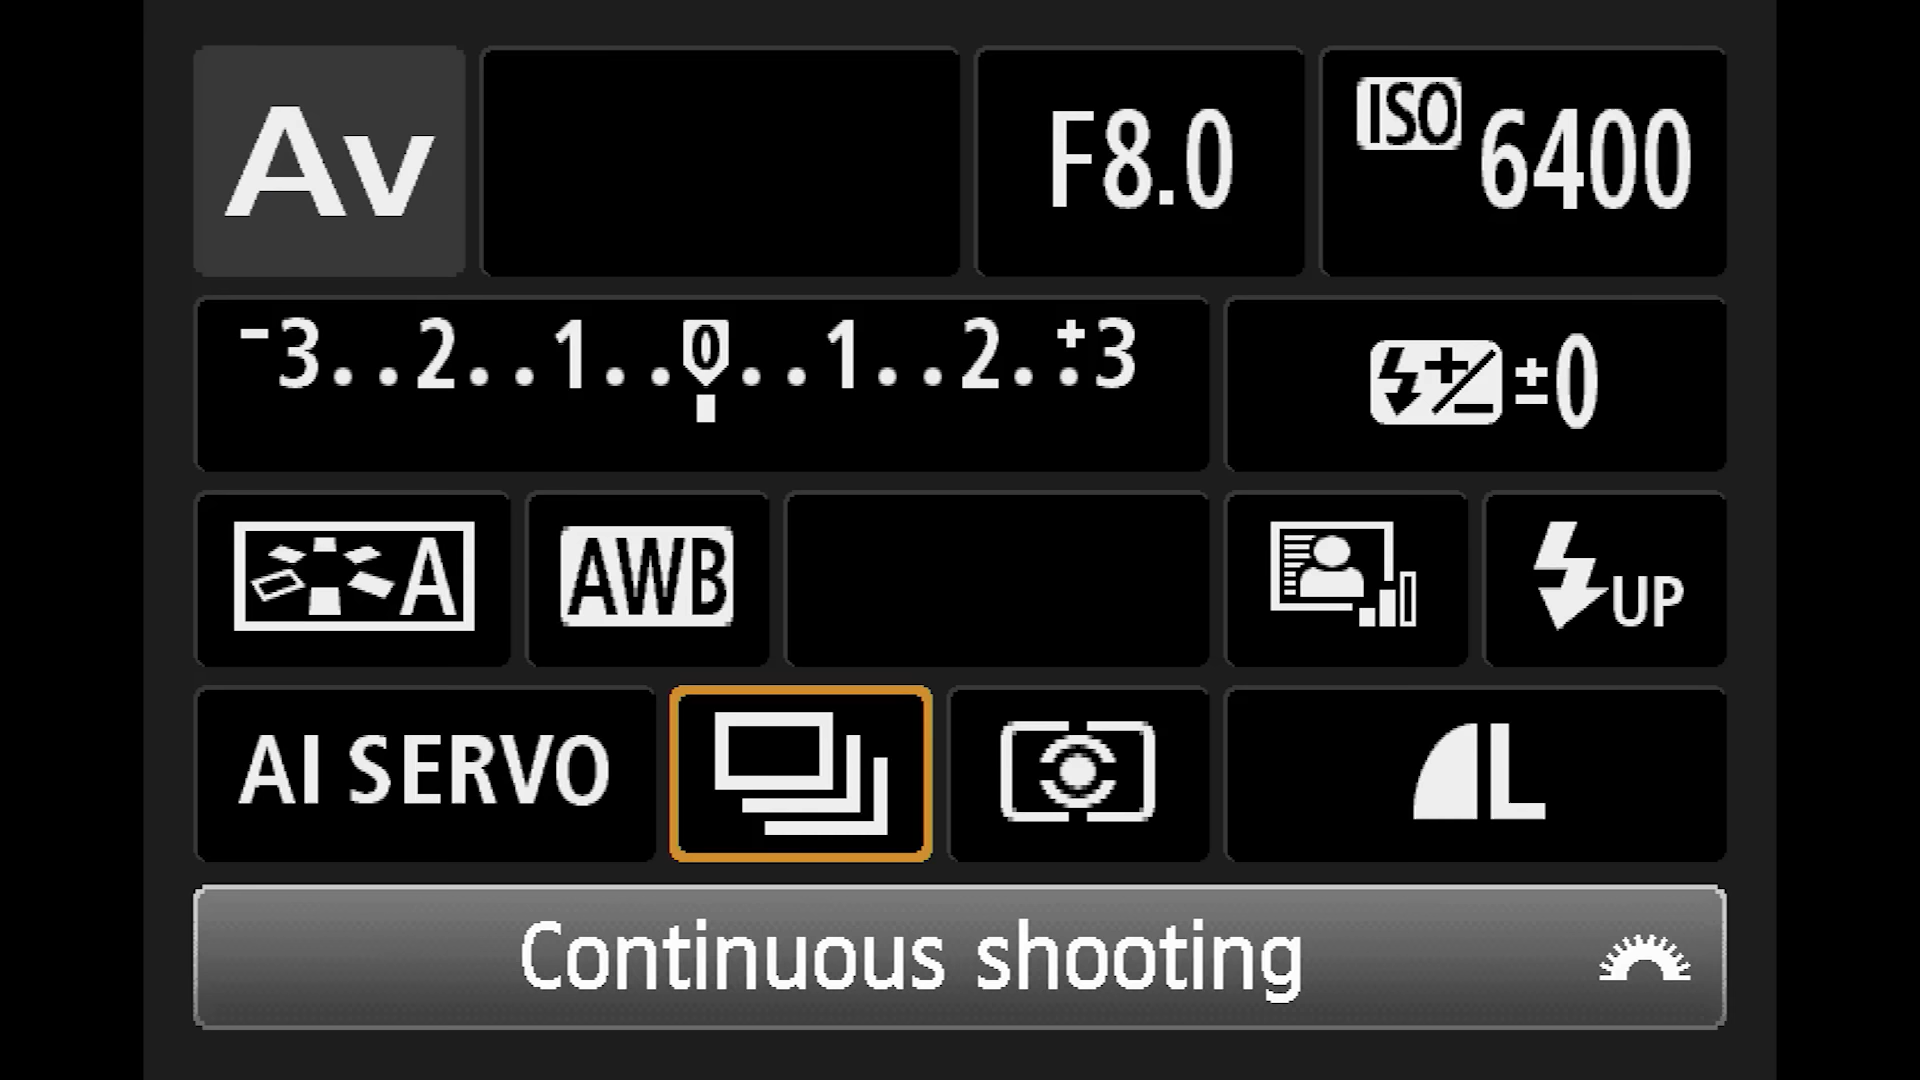 Av F8.0 ISO 6400
-3..2..1..0..1..2..+3 ±0
A AWB UP
AI SERVO L
Continuous shooting